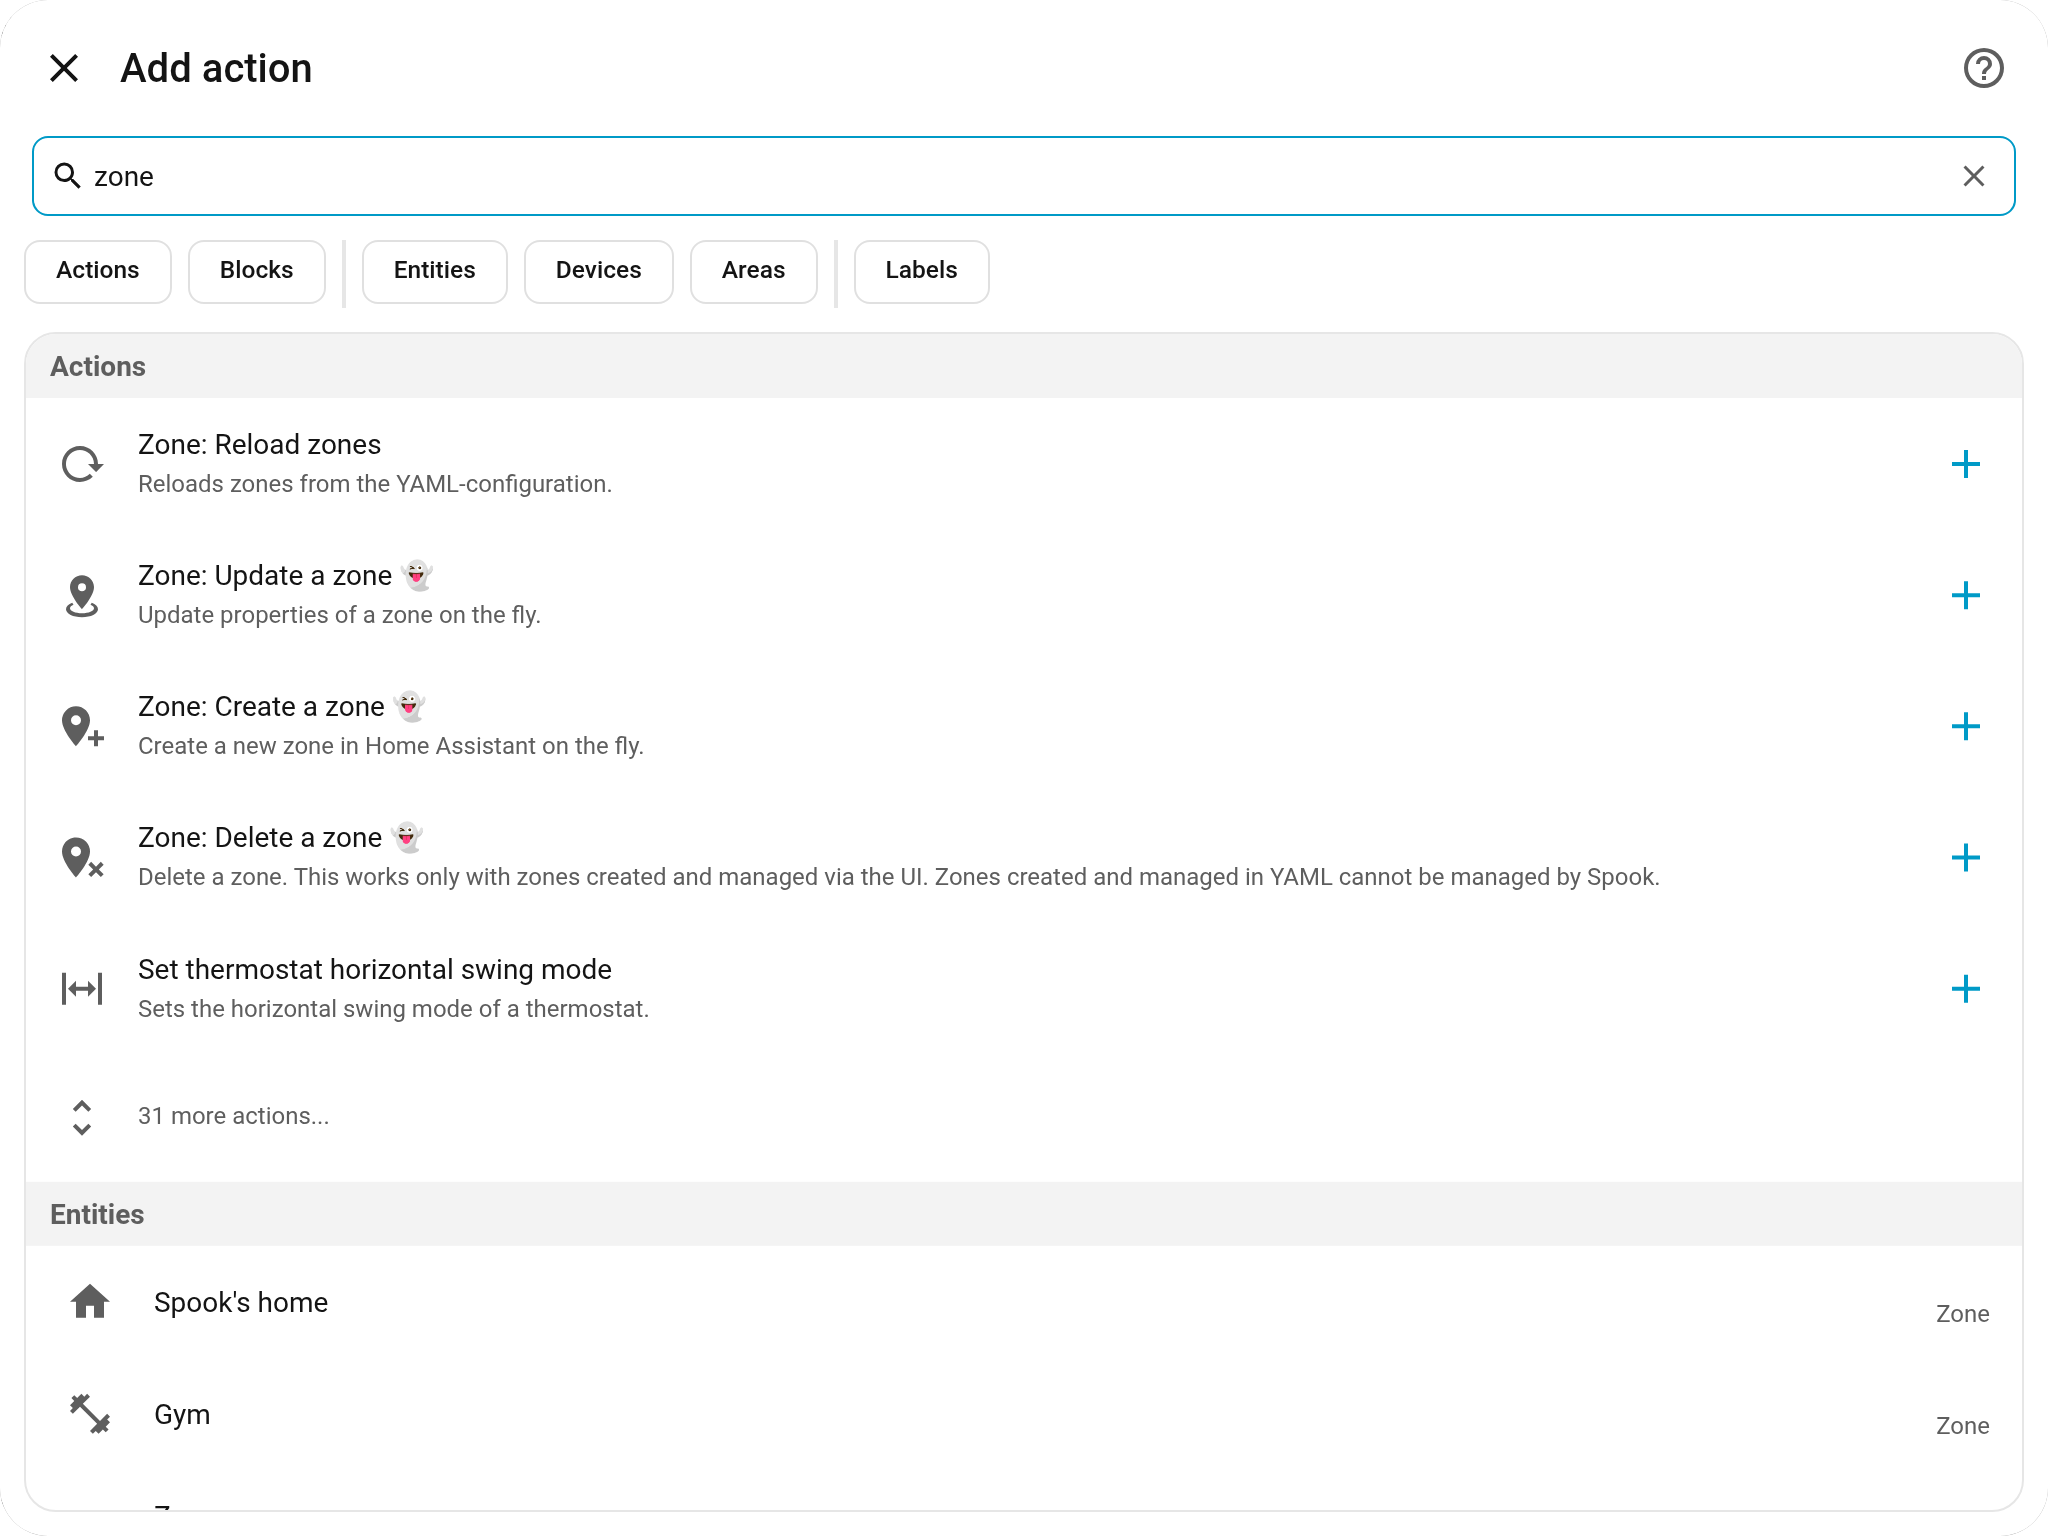 Add action
zone
Actions
Blocks
Entities
Devices
Areas
Labels
Actions
Zone: Reload zones
Reloads zones from the YAML-configuration.
Zone: Update a zone 👻
Update properties of a zone on the fly.
Zone: Create a zone 👻
Create a new zone in Home Assistant on the fly.
Zone: Delete a zone 👻
Delete a zone. This works only with zones created and managed via the UI. Zones created and managed in YAML cannot be managed by Spook.
Set thermostat horizontal swing mode
Sets the horizontal swing mode of a thermostat.
31 more actions...
Entities
Spook's home
Zone
Gym
Zone